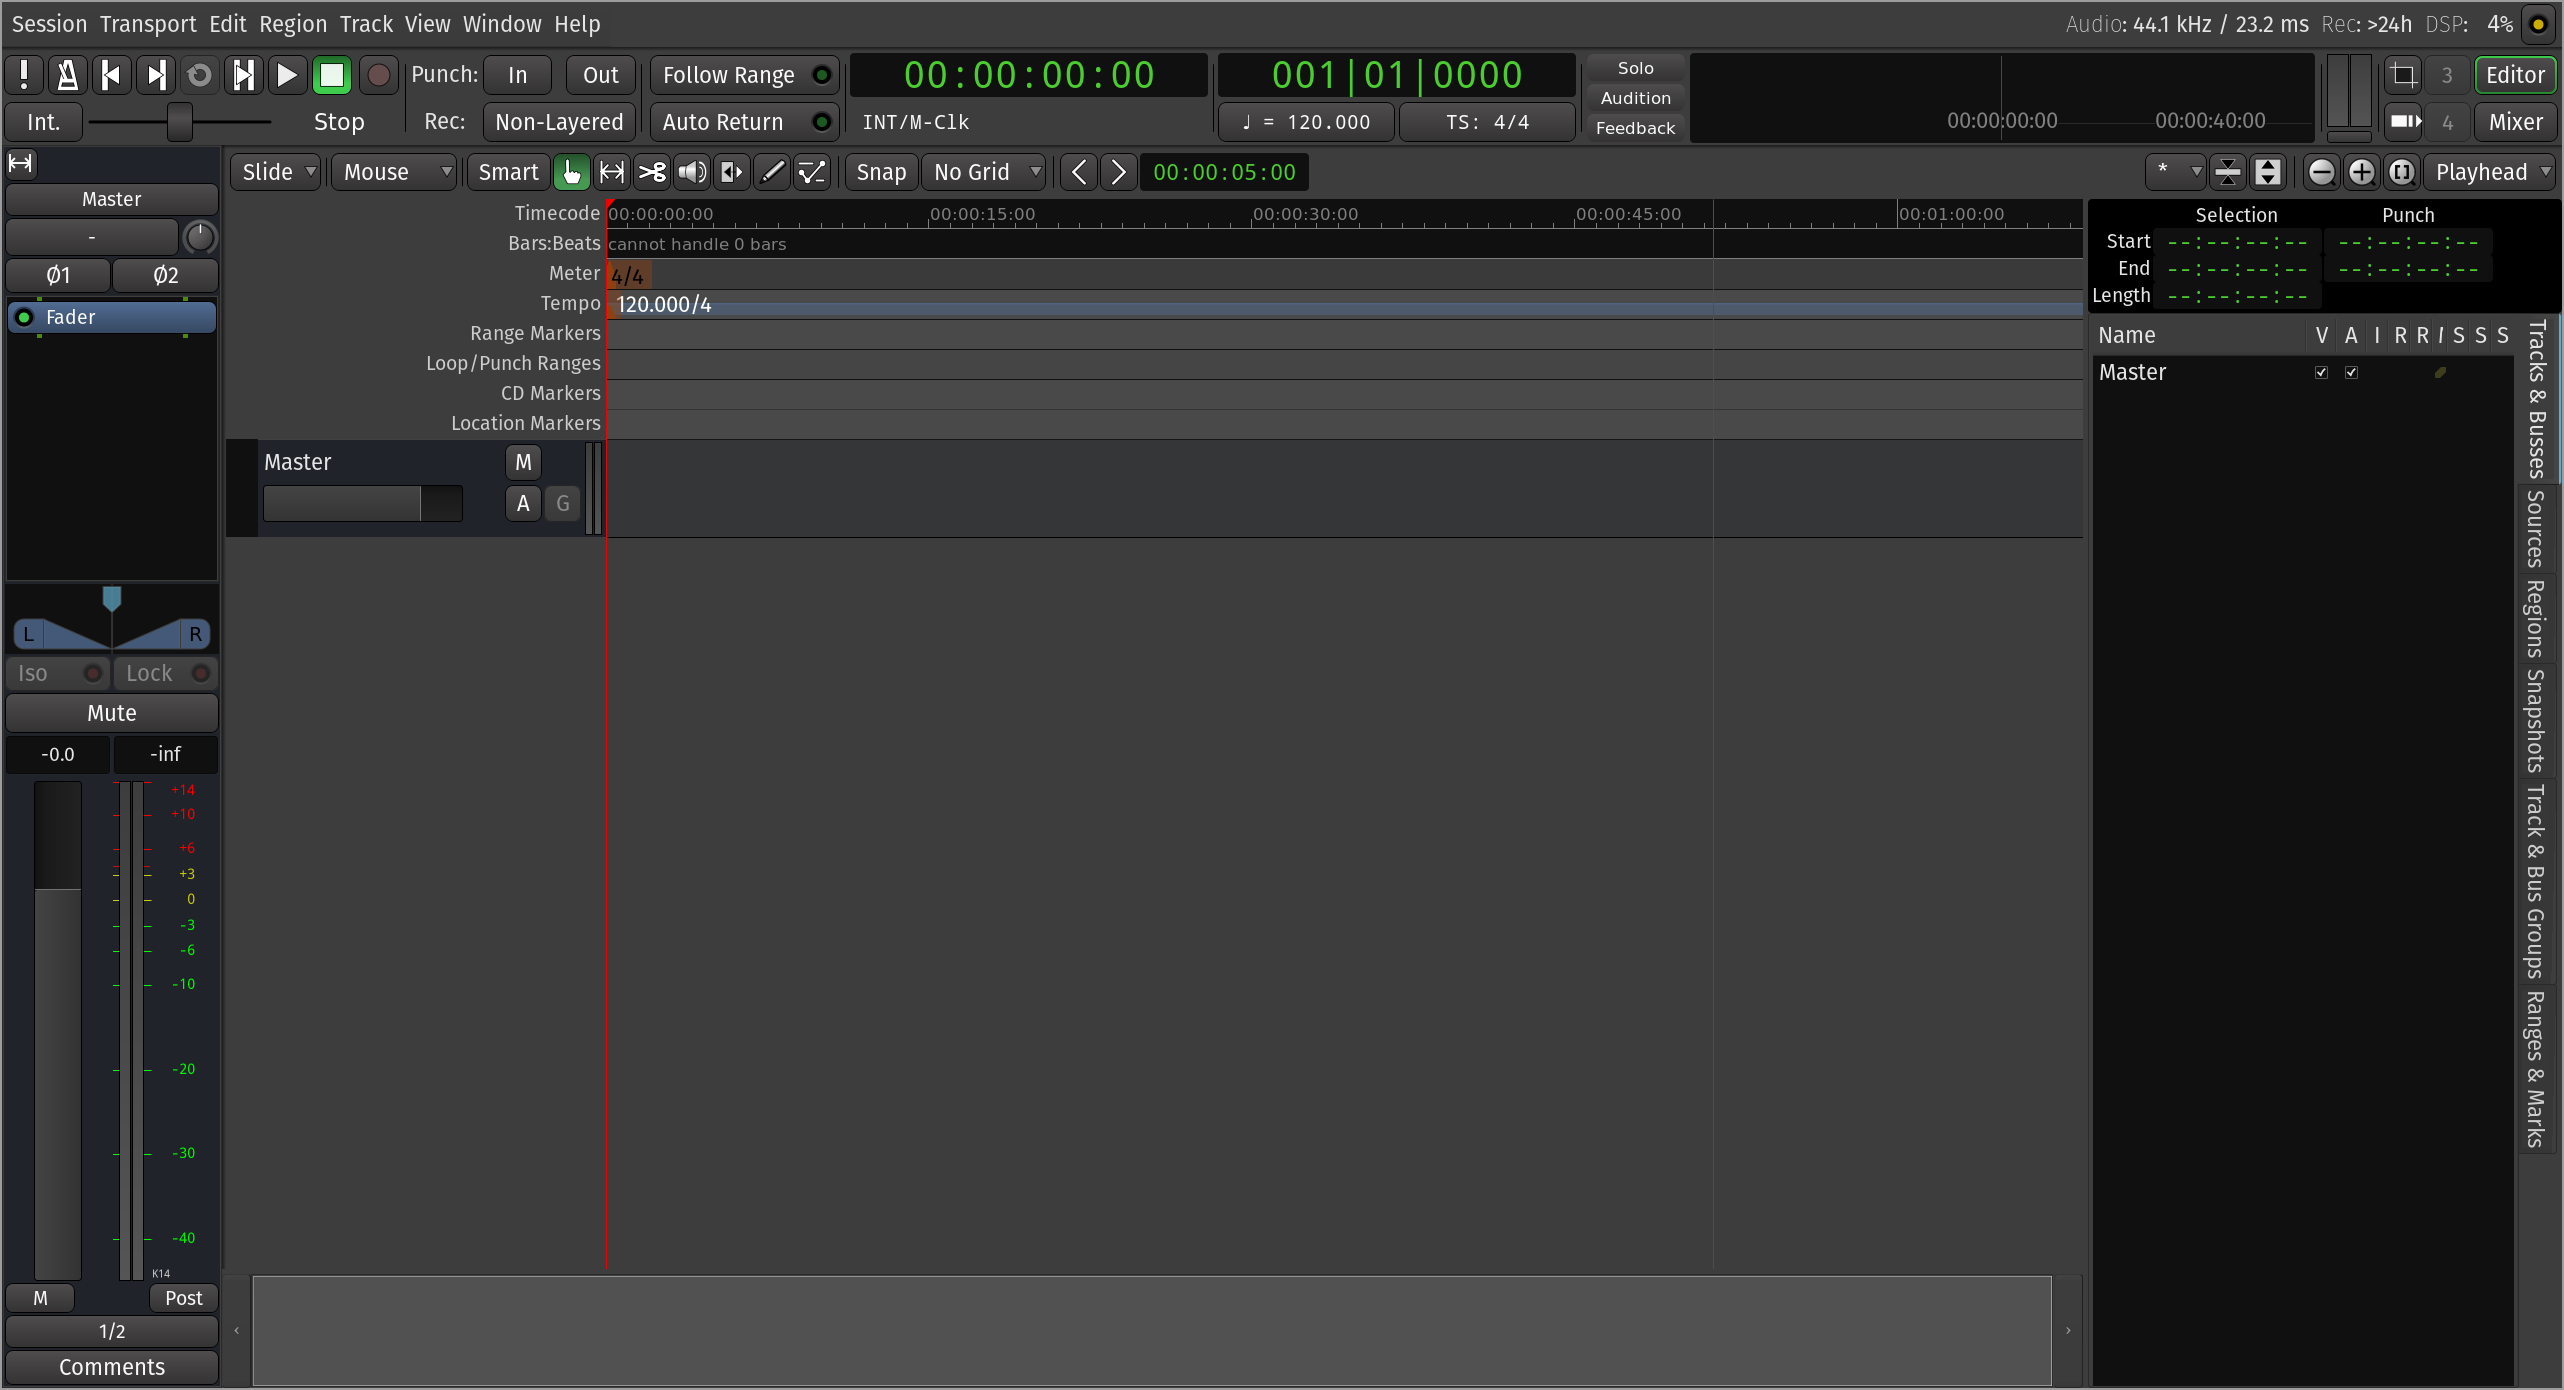 Session Transport Edit Region Track View Window Help
Audio: 44.1 kHz / 23.2 ms Rec: >24h DSP: 4%
Punch: In Out Follow Range 00:00:00:00 001|01|0000 Solo 3 Editor
Audition
Int. Stop Rec: Non-Layered Auto Return INT/M-Clk ♩ = 120.000 TS: 4/4 Feedback 00:00:00:00 00:00:40:00 4 Mixer
Slide Mouse Smart Snap No Grid 00:00:05:00 * Playhead
Master
-
Ø1 Ø2
Fader
L R
Iso Lock
Mute
-0.0 -inf
+14
+10
+6
+3
0
-3
-6
-10
-20
-30
-40
K14
M Post
1/2
Comments
Timecode 00:00:00:00 00:00:15:00 00:00:30:00 00:00:45:00 00:01:00:00
Bars:Beats cannot handle 0 bars
Meter 4/4
Tempo 120.000/4
Range Markers
Loop/Punch Ranges
CD Markers
Location Markers
Master M
A G
Selection Punch
Start --:--:--:-- --:--:--:--
End --:--:--:-- --:--:--:--
Length --:--:--:--
Name V A I R R S S S
Master
Tracks & Busses
Sources
Regions
Snapshots
Track & Bus Groups
Ranges & Marks